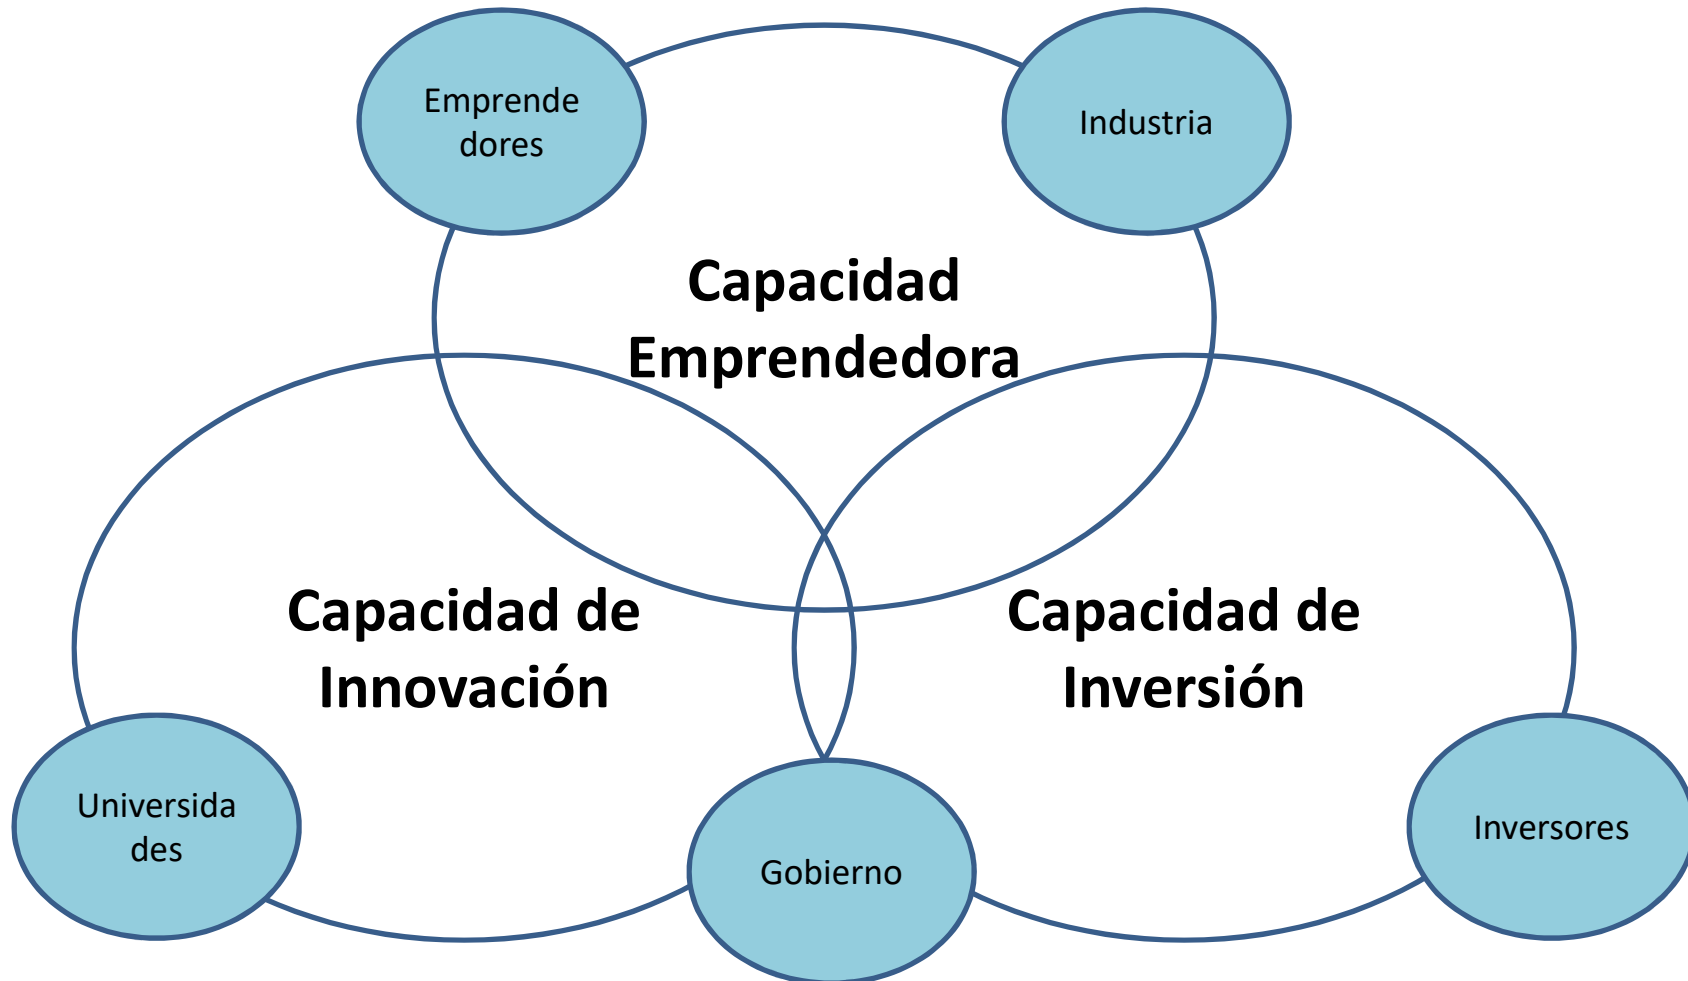 Emprende
dores
Industria
Capacidad
Emprendedora
Capacidad de
Innovación
Capacidad de
Inversión
Universida
des
Gobierno
Inversores